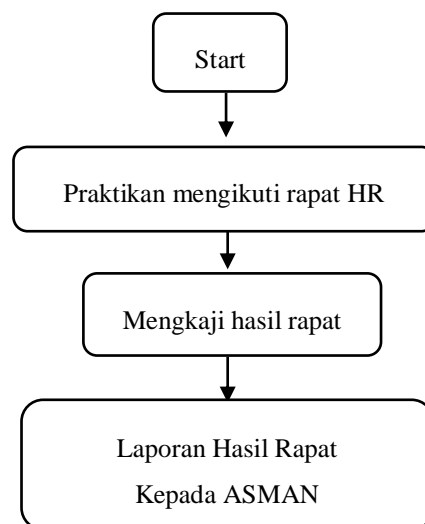 Start
Praktikan mengikuti rapat HR
Mengkaji hasil rapat
Laporan Hasil Rapat
Kepada ASMAN